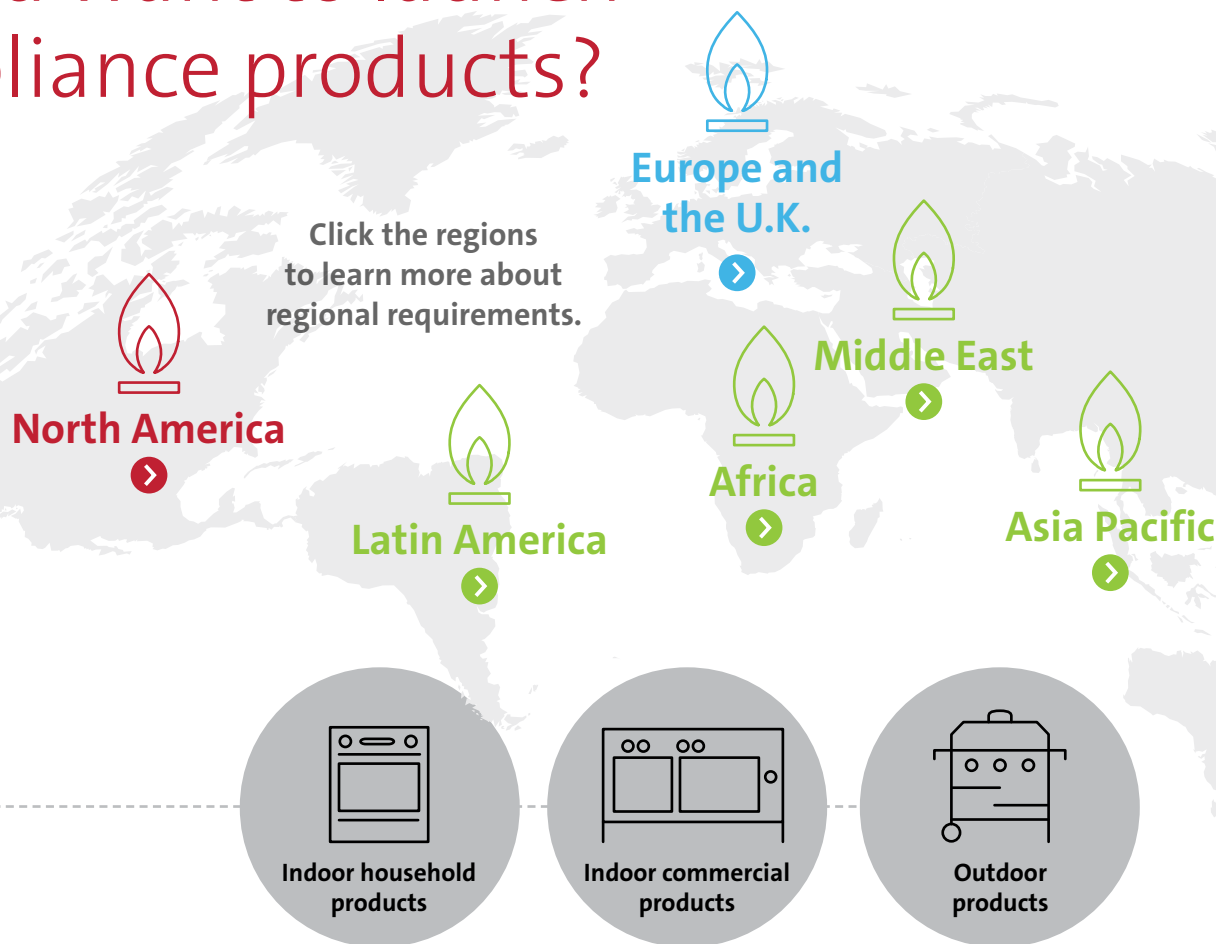 products?
Europe and
the U.K.
Click the regions
to learn more about
regional requirements.
Middle East
North America
Africa
Latin America
Asia Pacific
Indoor household
products
Indoor commercial
products
Outdoor
products